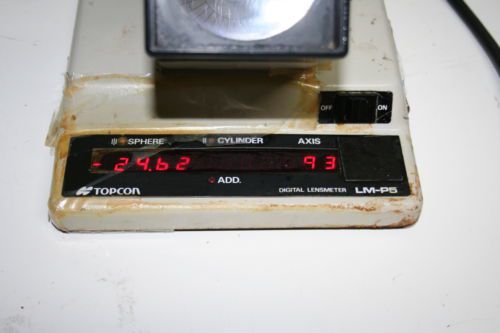 OFF ON
SPHERE CYLINDER AXIS
-24.62 93
ADD.
TOPCON DIGITAL LENSMETER LM-P5